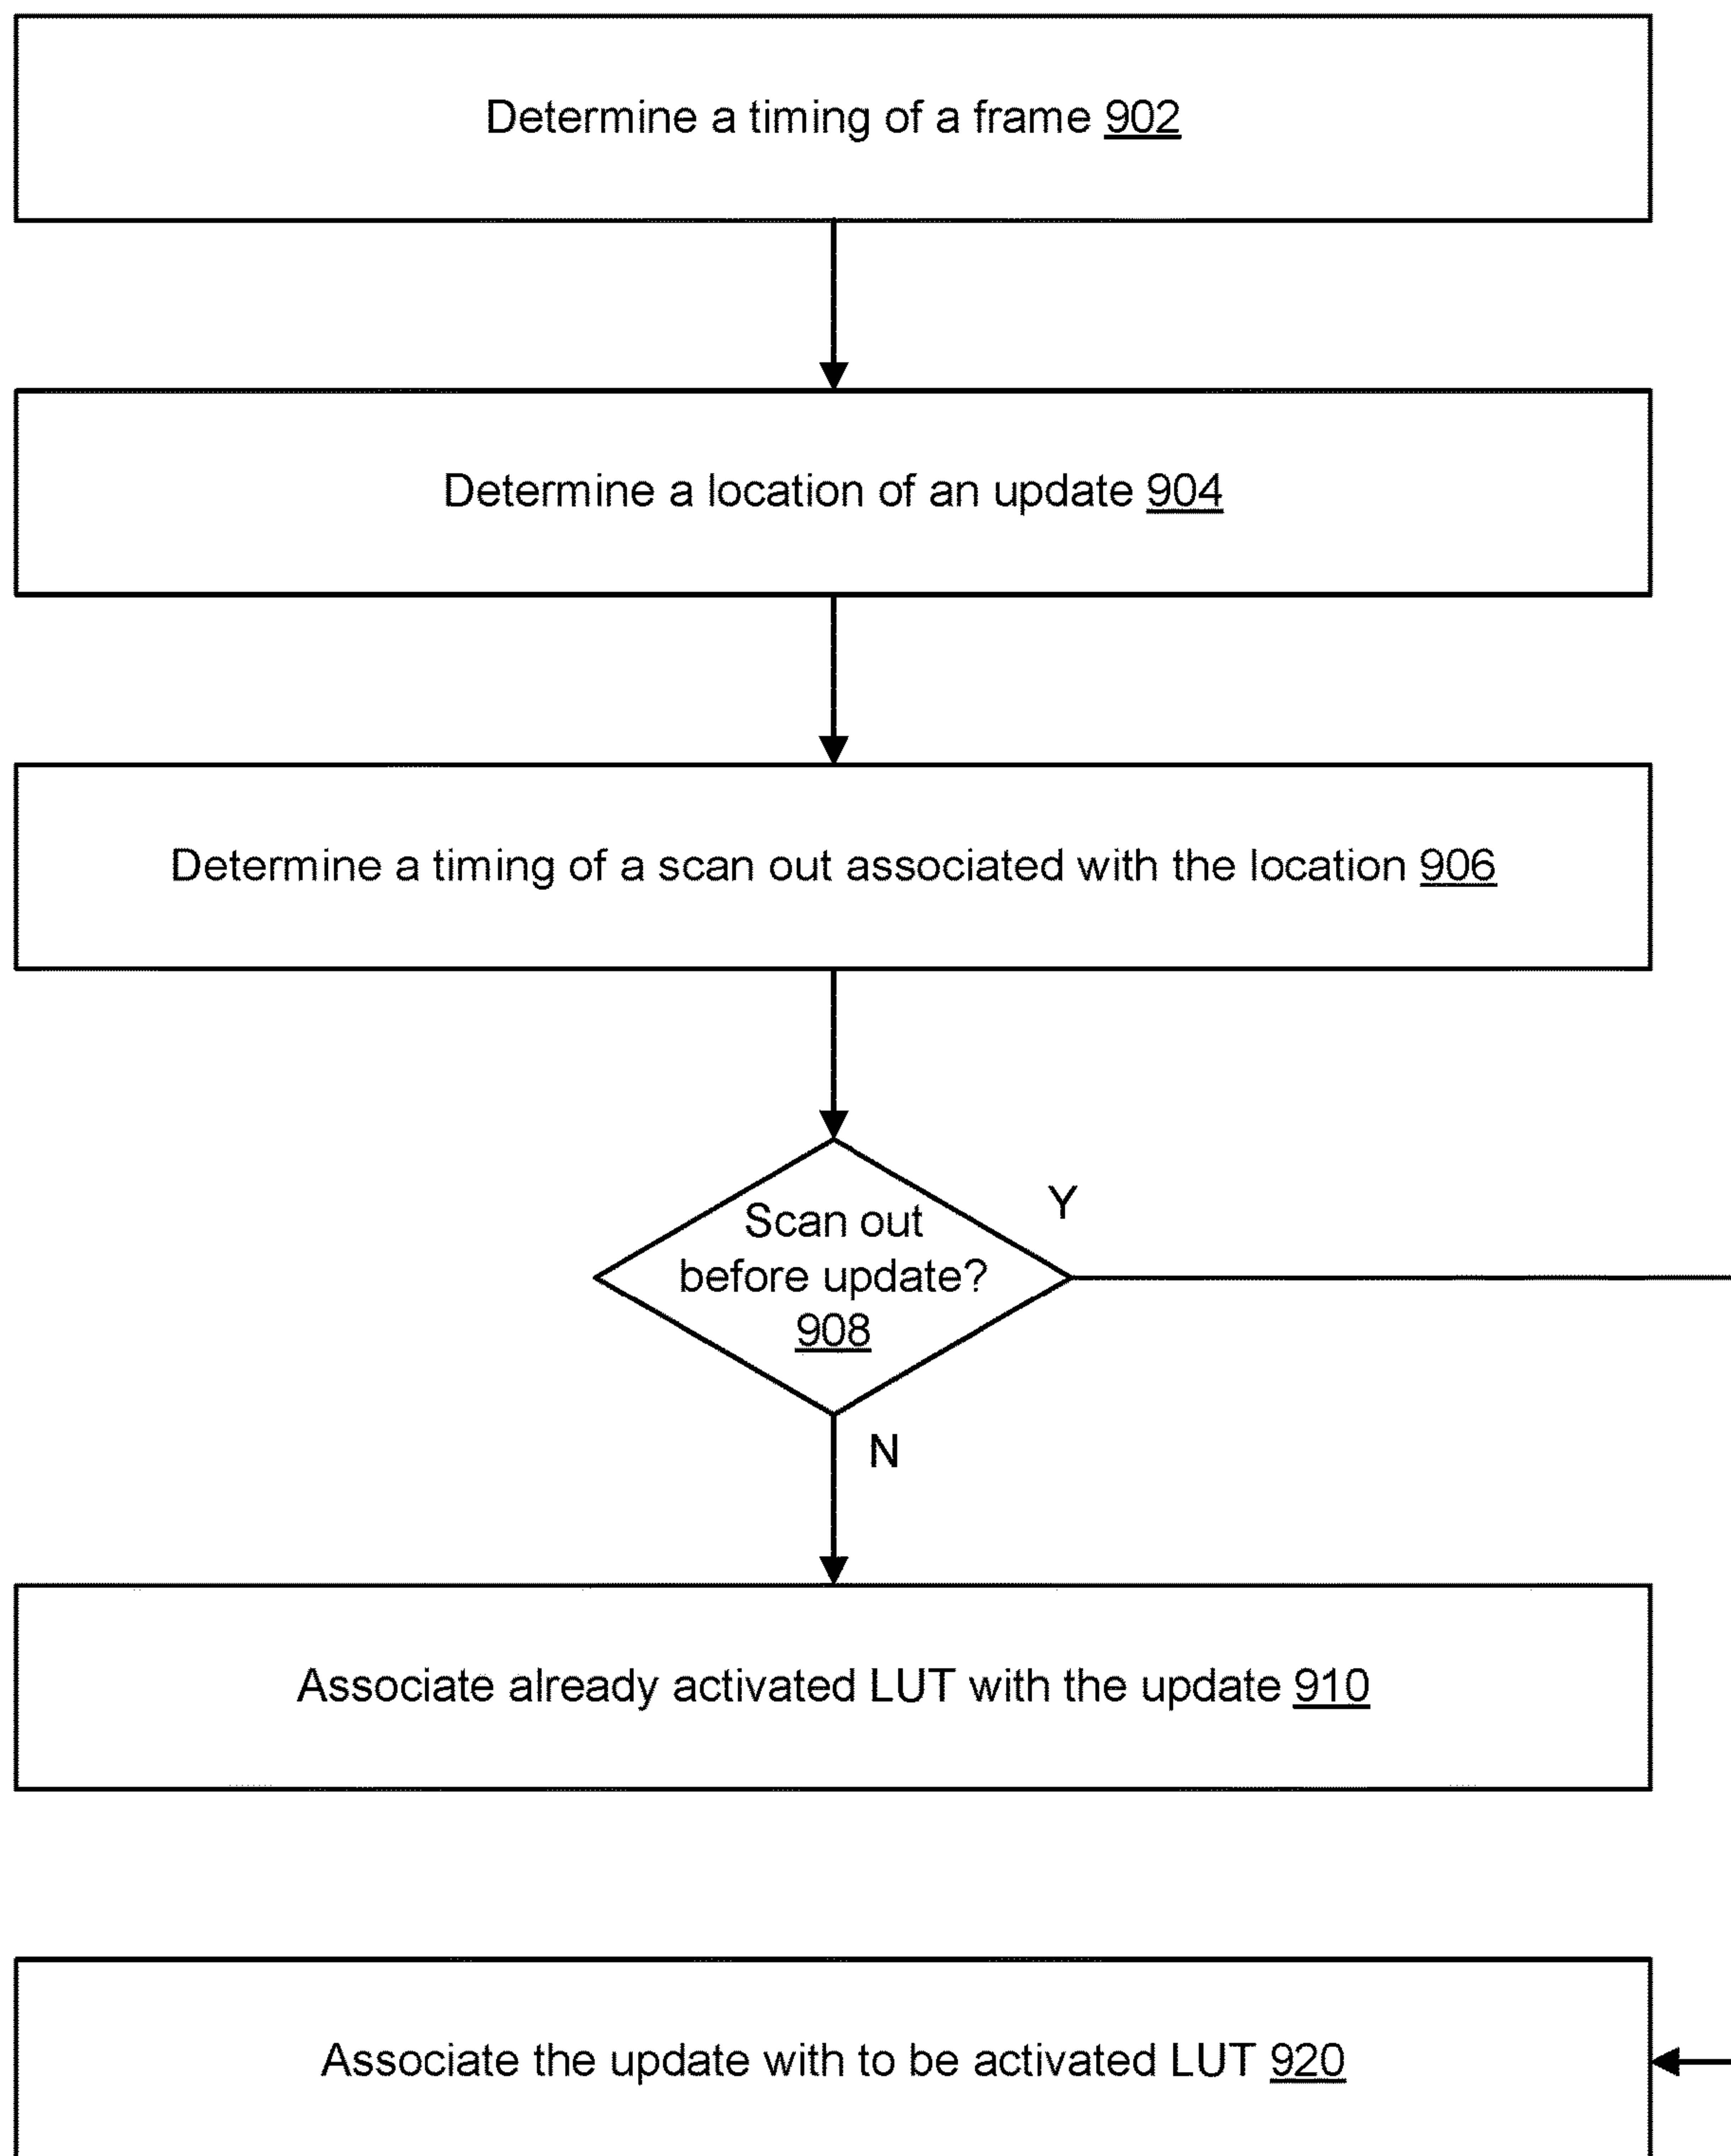 Determine a timing of a frame 902
Determine a location of an update 904
Determine a timing of a scan out associated with the location 906
Scan out
before update?
908
Y
N
Associate already activated LUT with the update 910
Associate the update with to be activated LUT 920